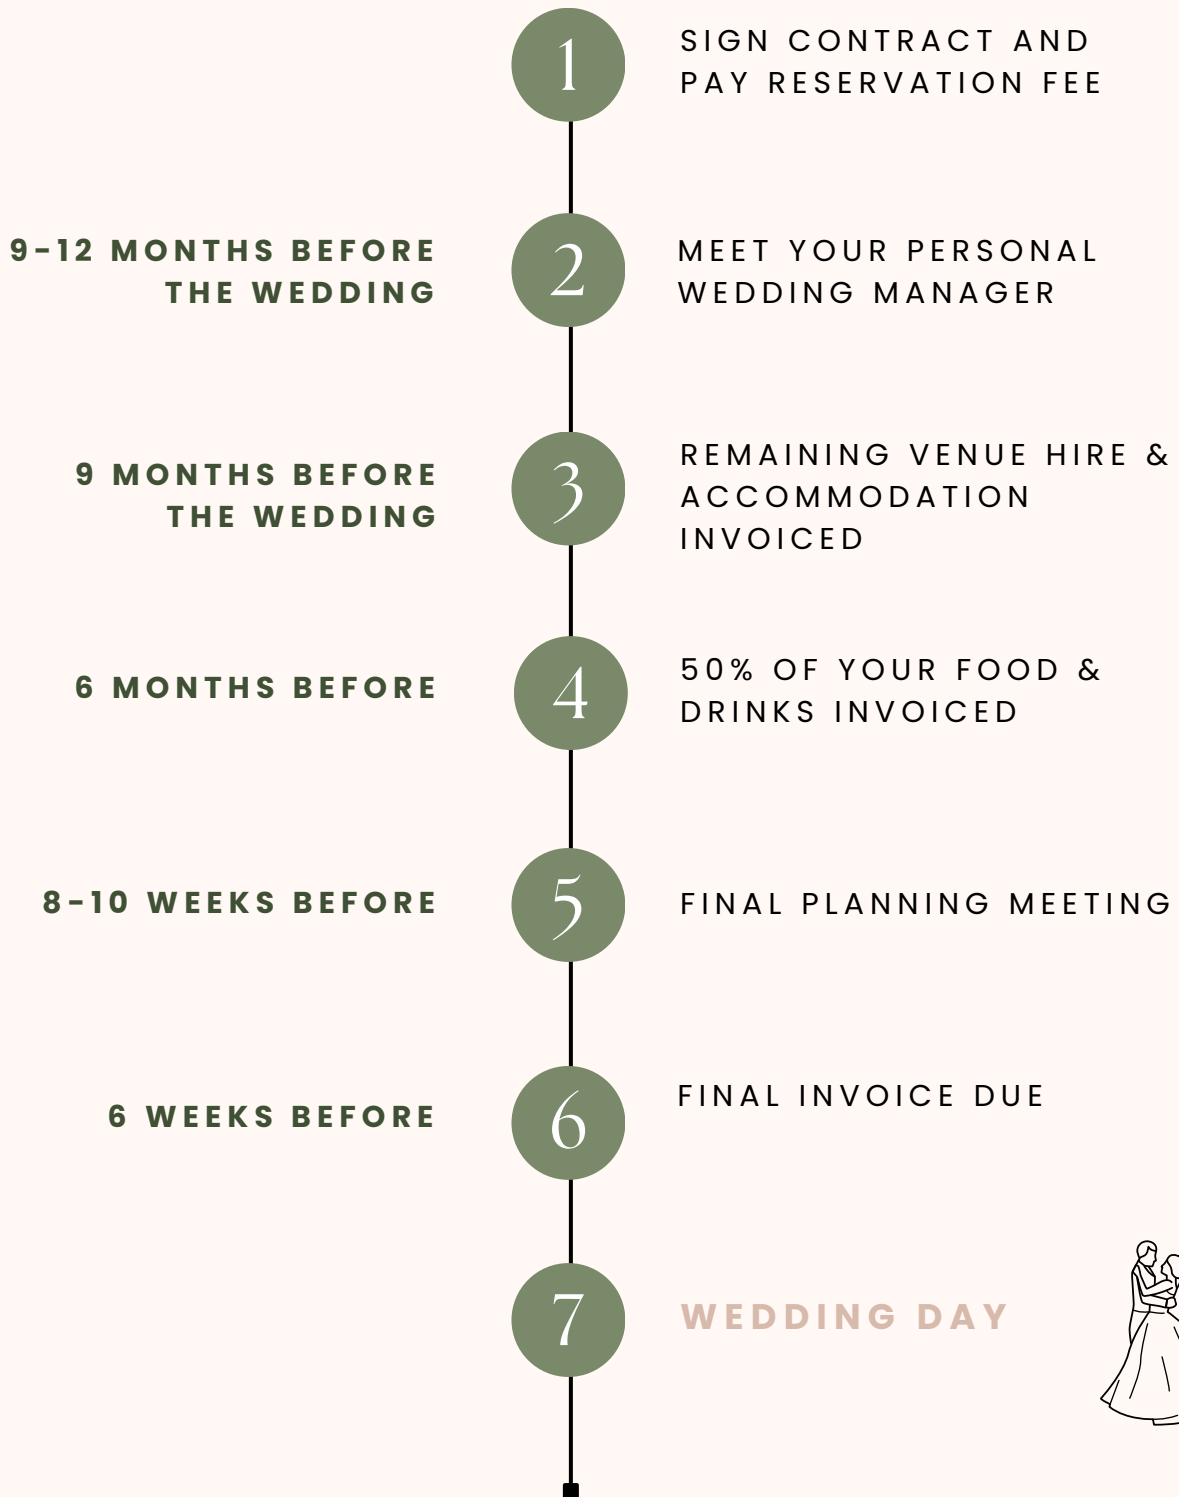 1
SIGN CONTRACT AND
PAY RESERVATION FEE
9-12 MONTHS BEFORE
THE WEDDING
2
MEET YOUR PERSONAL
WEDDING MANAGER
9 MONTHS BEFORE
THE WEDDING
3
REMAINING VENUE HIRE &
ACCOMMODATION
INVOICED
6 MONTHS BEFORE
4
50% OF YOUR FOOD &
DRINKS INVOICED
8-10 WEEKS BEFORE
5
FINAL PLANNING MEETING
6 WEEKS BEFORE
6
FINAL INVOICE DUE
7
WEDDING DAY